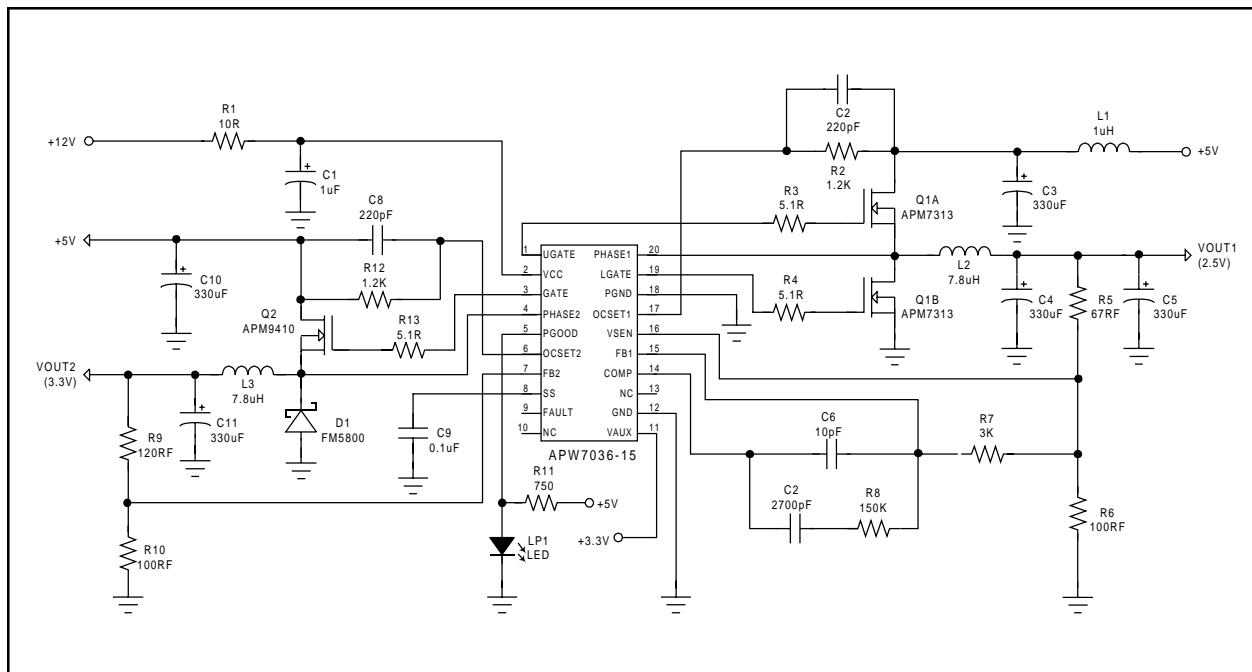 R1
10R
+12V
C1
1uF
C8
220pF
+5V
C10
330uF
R12
1.2K
Q2
APM9410
R13
5.1R
VOUT2
(3.3V)
L3
7.8uH
R9
120RF
C11
330uF
D1
FM5800
C9
0.1uF
R10
100RF
1 UGATE
2 VCC
3 GATE
4 PHASE2
5 PGOOD
6 OCSET2
7 FB2
8 SS
9 FAULT
10 NC
PHASE1 20
LGATE 19
PGND 18
OCSET1 17
VSEN 16
FB1 15
COMP 14
NC 13
GND 12
VAUX 11
APW7036-15
R11
750
+5V
LP1
LED
+3.3V
C2
220pF
R2
1.2K
L1
1uH
+5V
R3
5.1R
Q1A
APM7313
C3
330uF
R4
5.1R
Q1B
APM7313
L2
7.8uH
VOUT1
(2.5V)
C4
330uF
R5
67RF
C5
330uF
C6
10pF
R7
3K
C2
2700pF
R8
150K
R6
100RF